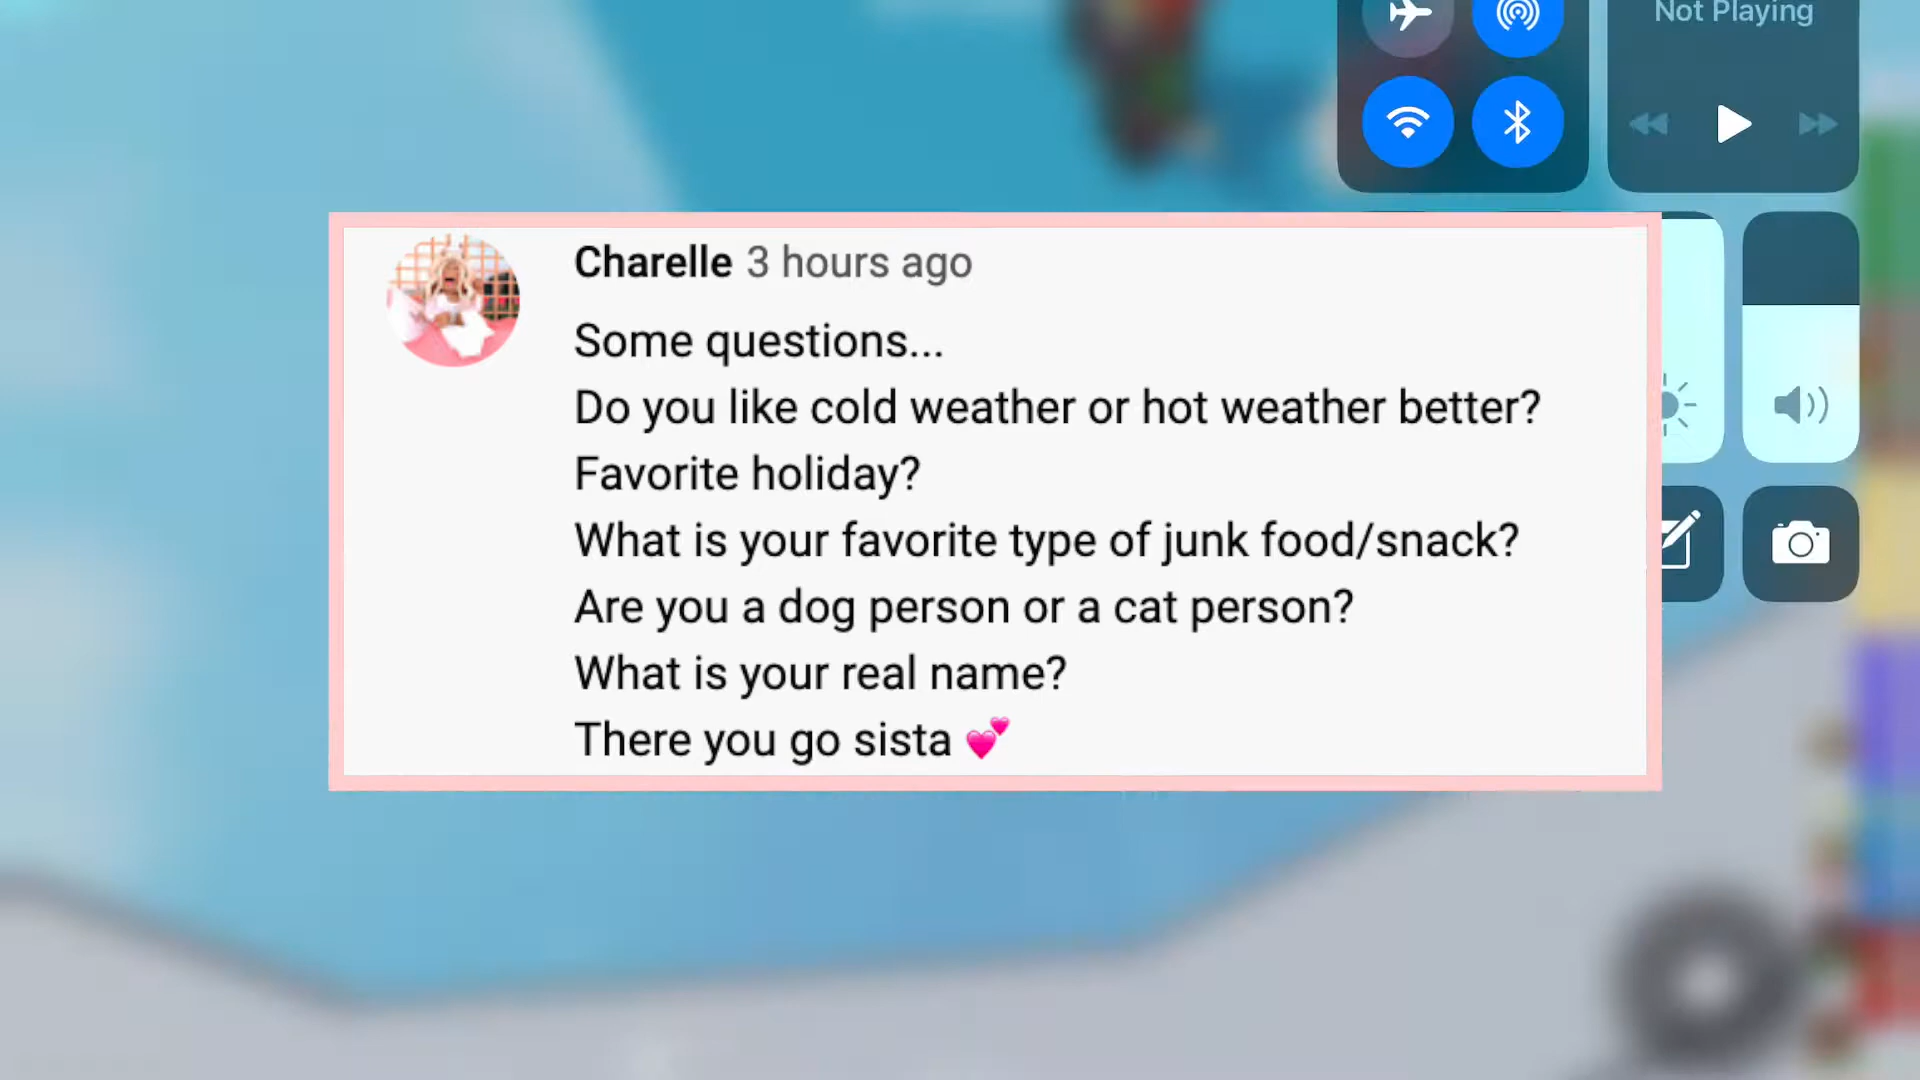 Not Playing
Charelle 3 hours ago
Some questions...
Do you like cold weather or hot weather better?
Favorite holiday?
What is your favorite type of junk food/snack?
Are you a dog person or a cat person?
What is your real name?
There you go sista 💕